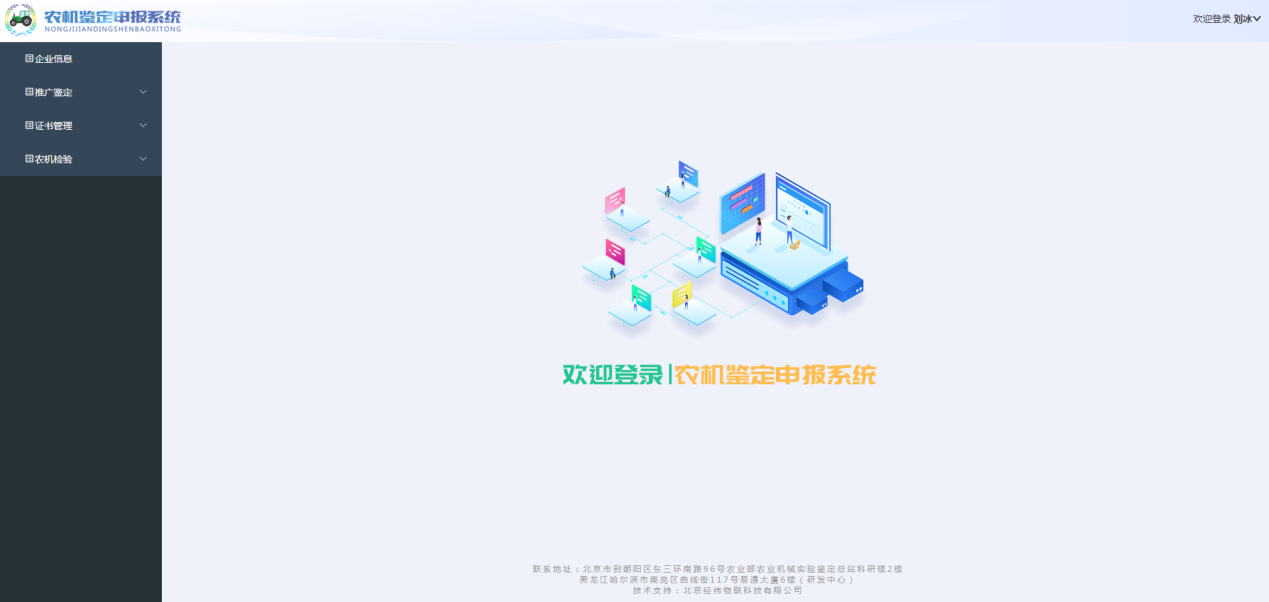 农机鉴定申报系统
NONGJIJIANDINGSHENBAOXITONG
欢迎登录 刘冰
企业信息
推广鉴定
证书管理
农机检验
欢迎登录|农机鉴定申报系统
联系地址：北京市到朝阳区东三环南路96号农业部农业机械实验鉴定总站科研楼2楼
黑龙江哈尔滨市南岗区曲线街117号易通大厦6楼（研发中心）
技术支持：北京经纬物联科技有限公司